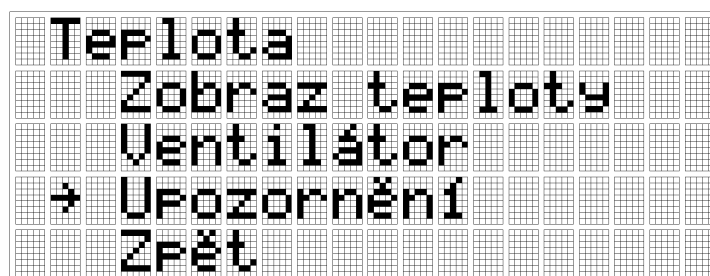 Teplota
Zobraz teploty
Ventilátor
→ Upozornění
Zpět